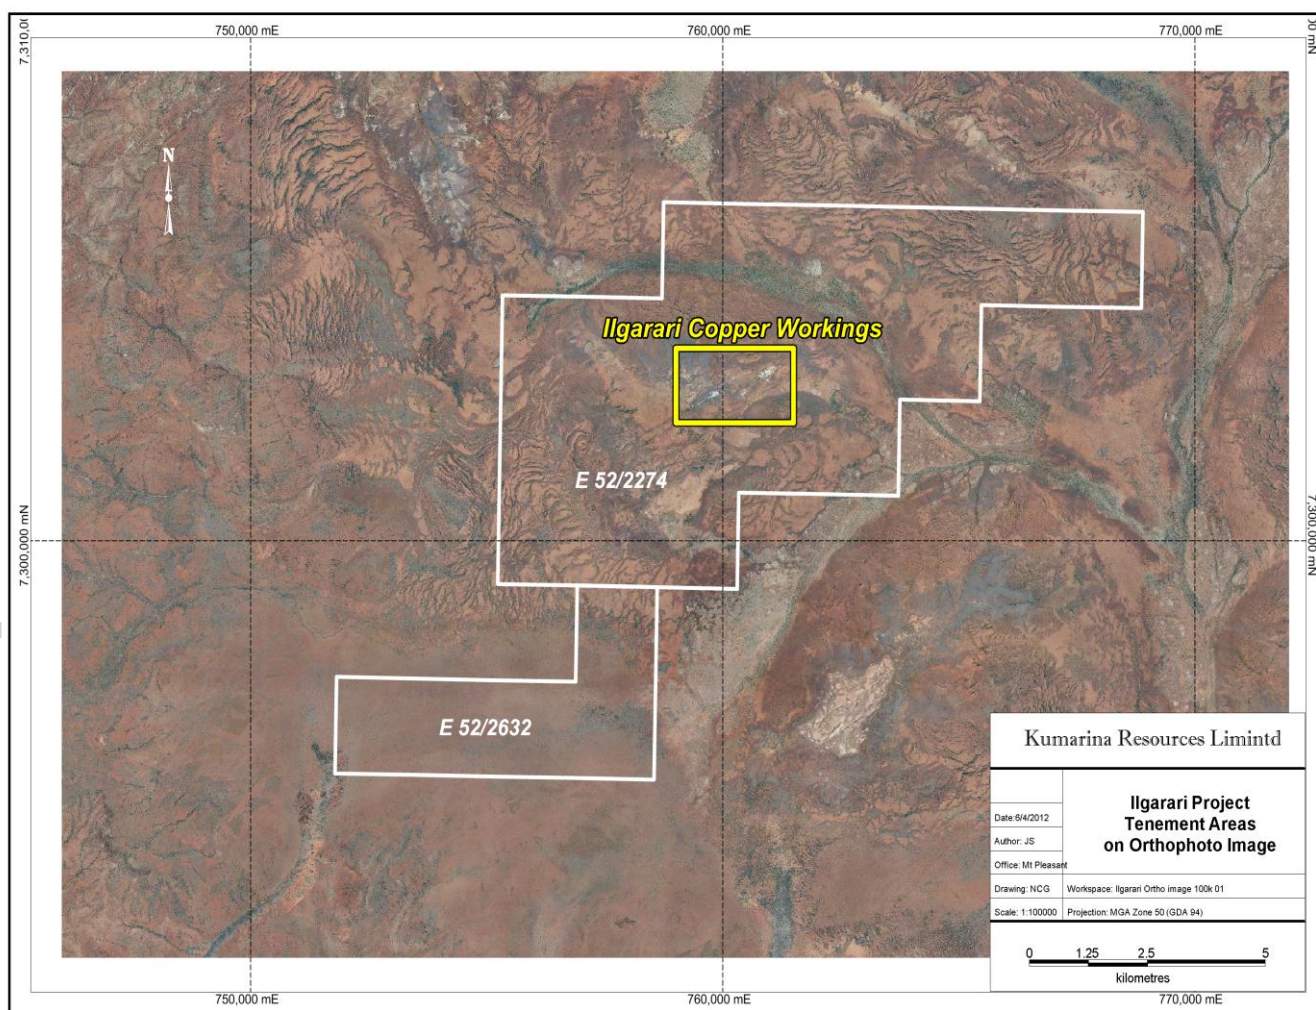 750,000 mE
760,000 mE
770,000 mE
N
Ilgarari Copper Workings
E 52/2274
7,300,000 mN
7,300,000 mN
E 52/2632
Kumarina Resources Limintd
Ilgarari Project
Tenement Areas
on Orthophoto Image
Date:6/4/2012
Author: JS
Office: Mt Pleasant
Drawing: NCG
Workspace: Ilgarari Ortho image 100k 01
Scale: 1:100000
Projection: MGA Zone 50 (GDA 94)
0 1.25 2.5 5
kilometres
750,000 mE
760,000 mE
770,000 mE